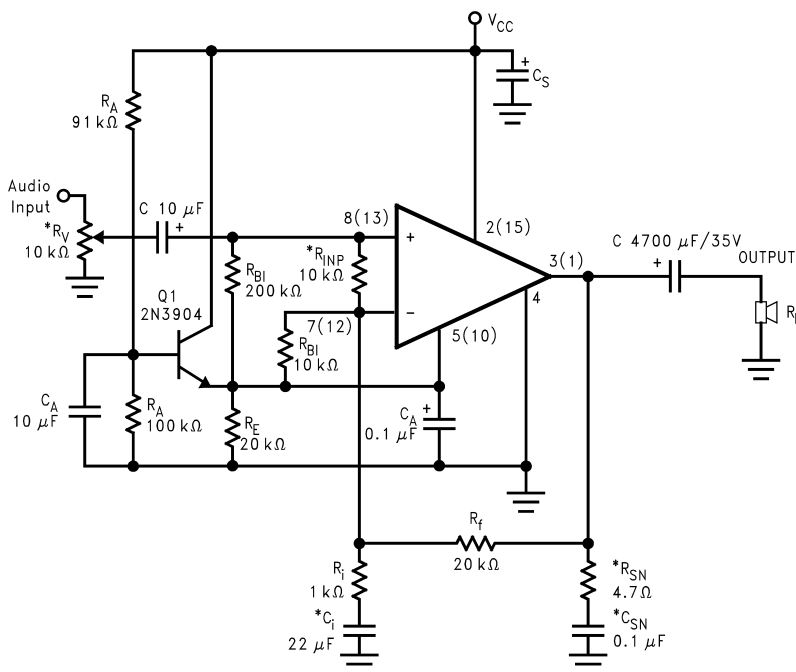 V_CC
+
C_S
R_A
91 kΩ
Audio
Input
*R_V
10 kΩ
C 10 μF
+
R_BI
200 kΩ
*R_INP
10 kΩ
8(13)
+
2(15)
3(1)
C 4700 μF/35V
+
OUTPUT
4
Q1
2N3904
7(12)
−
R_BI
10 kΩ
5(10)
C_A
10 μF
R_A
100 kΩ
R_E
20 kΩ
C_A
+
0.1 μF
R_f
20 kΩ
R_i
1 kΩ
*C_i
22 μF
*R_SN
4.7Ω
*C_SN
0.1 μF